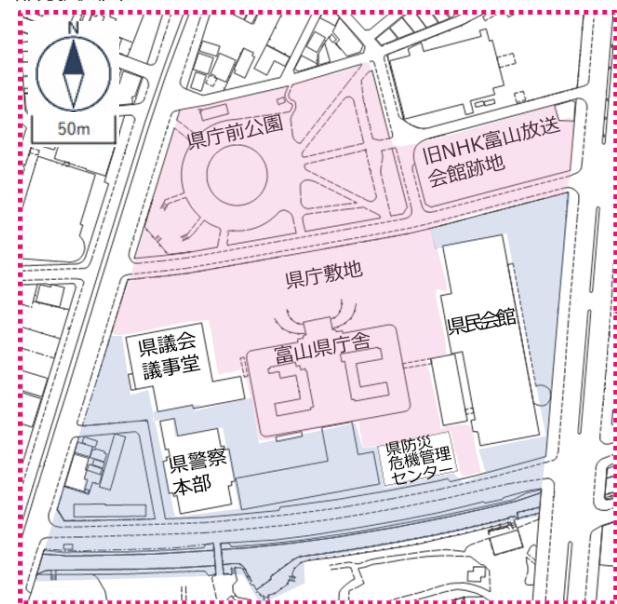 N
50m
県庁前公園
旧NHK富山放送
会館跡地
県庁敷地
県民会館
県議会
議事堂
富山県庁舎
県防災
危機管理
センター
県警察
本部